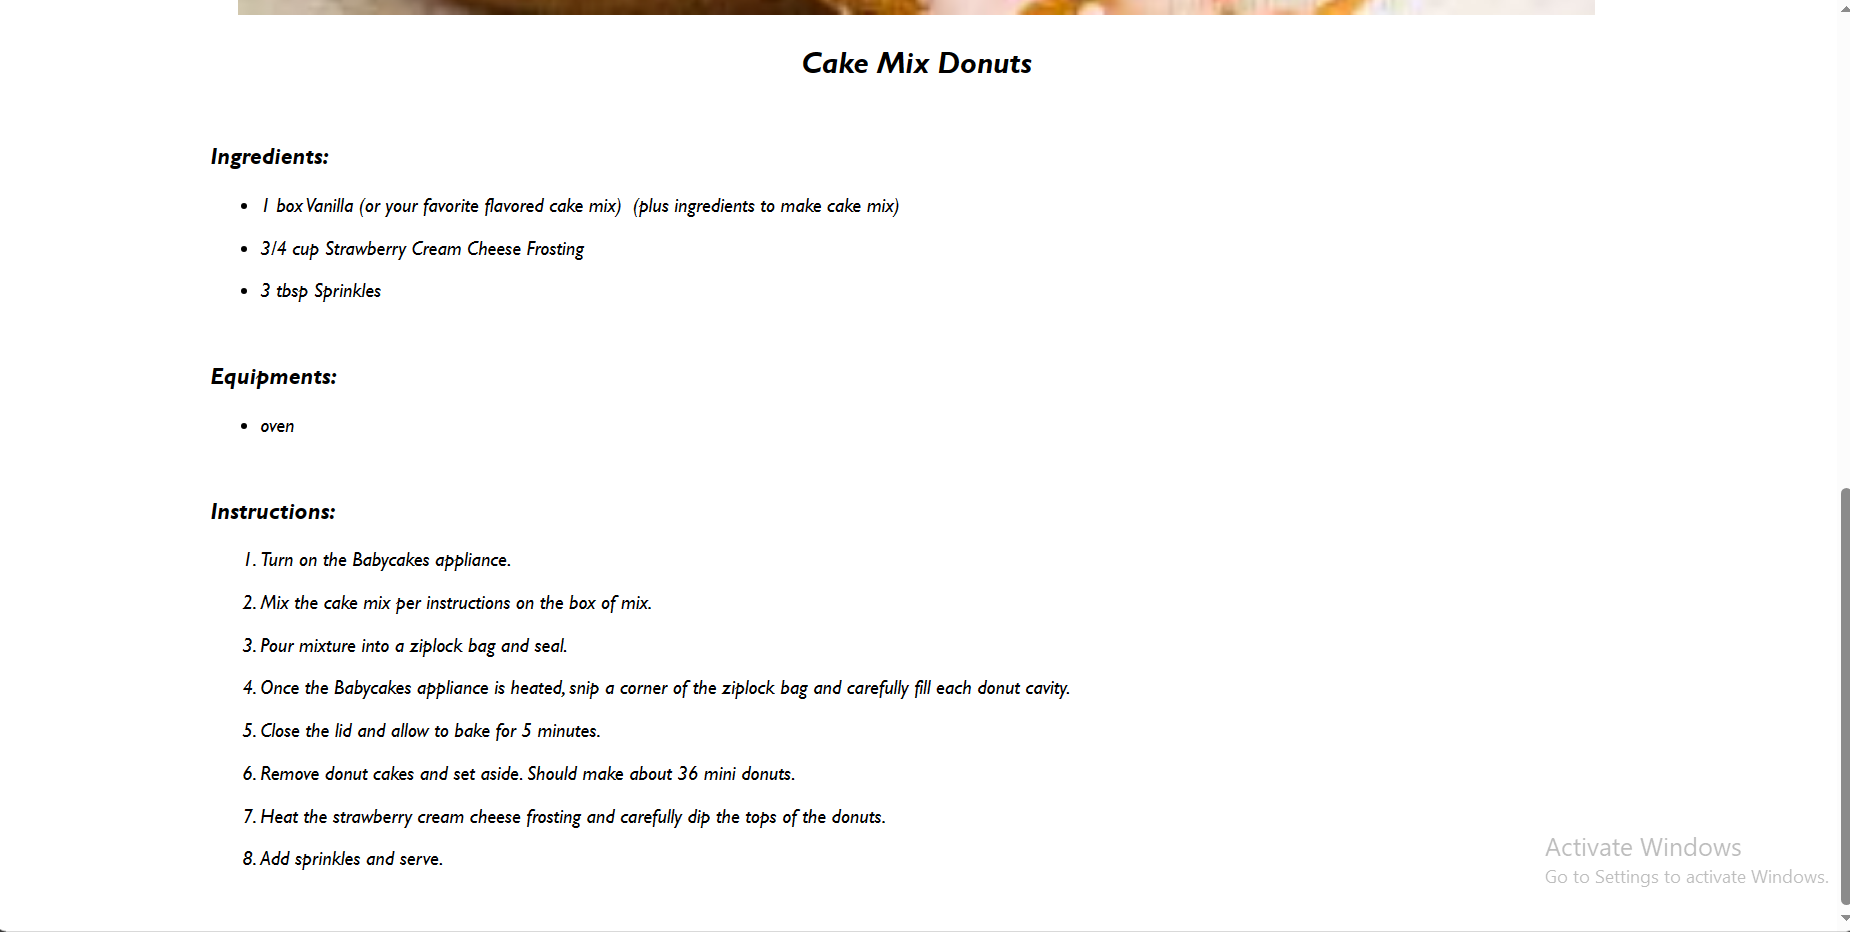 Cake Mix Donuts
Ingredients:
• 1 box Vanilla (or your favorite flavored cake mix)  (plus ingredients to make cake mix)
• 3/4 cup Strawberry Cream Cheese Frosting
• 3 tbsp Sprinkles
Equipments:
• oven
Instructions:
1. Turn on the Babycakes appliance.
2. Mix the cake mix per instructions on the box of mix.
3. Pour mixture into a ziplock bag and seal.
4. Once the Babycakes appliance is heated, snip a corner of the ziplock bag and carefully fill each donut cavity.
5. Close the lid and allow to bake for 5 minutes.
6. Remove donut cakes and set aside. Should make about 36 mini donuts.
7. Heat the strawberry cream cheese frosting and carefully dip the tops of the donuts.
8. Add sprinkles and serve.
Activate Windows
Go to Settings to activate Windows.